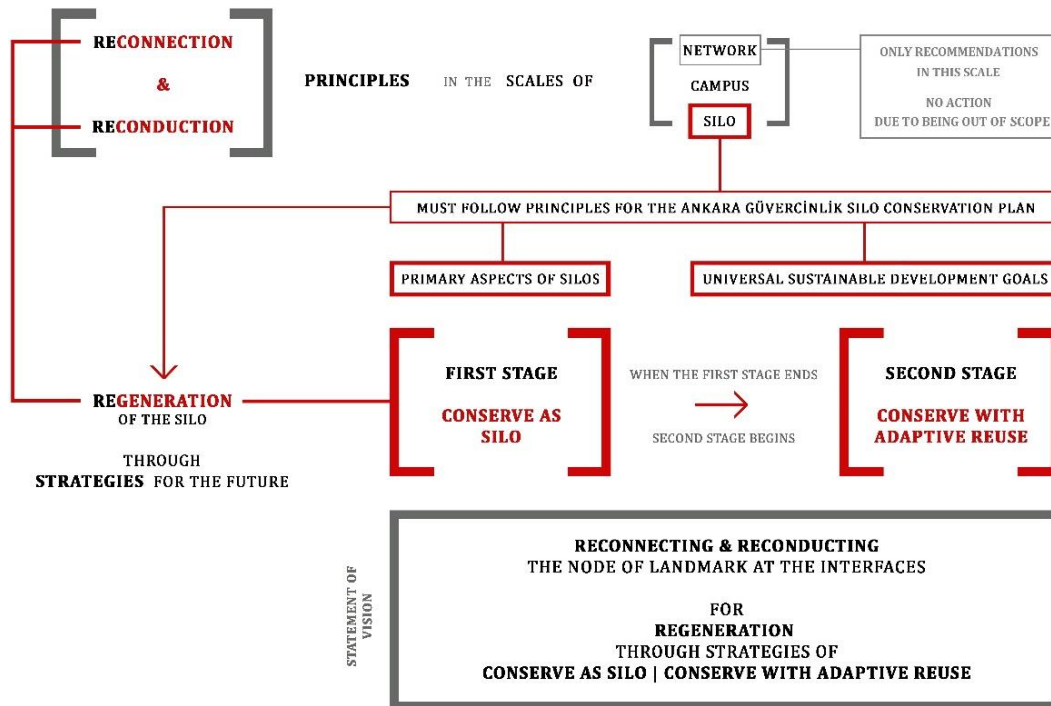 RECONNECTION
&
RECONDUCTION
PRINCIPLES IN THE SCALES OF
NETWORK
CAMPUS
SILO
ONLY RECOMMENDATIONS
IN THIS SCALE
NO ACTION
DUE TO BEING OUT OF SCOPE
MUST FOLLOW PRINCIPLES FOR THE ANKARA GÜVERCİNLİK SILO CONSERVATION PLAN
PRIMARY ASPECTS OF SILOS
UNIVERSAL SUSTAINABLE DEVELOPMENT GOALS
REGENERATION
OF THE SILO
THROUGH
STRATEGIES FOR THE FUTURE
FIRST STAGE
CONSERVE AS
SILO
WHEN THE FIRST STAGE ENDS
SECOND STAGE BEGINS
SECOND STAGE
CONSERVE WITH
ADAPTIVE REUSE
STATEMENT OF
VISION
RECONNECTING & RECONDUCTING
THE NODE OF LANDMARK AT THE INTERFACES
FOR
REGENERATION
THROUGH STRATEGIES OF
CONSERVE AS SILO | CONSERVE WITH ADAPTIVE REUSE